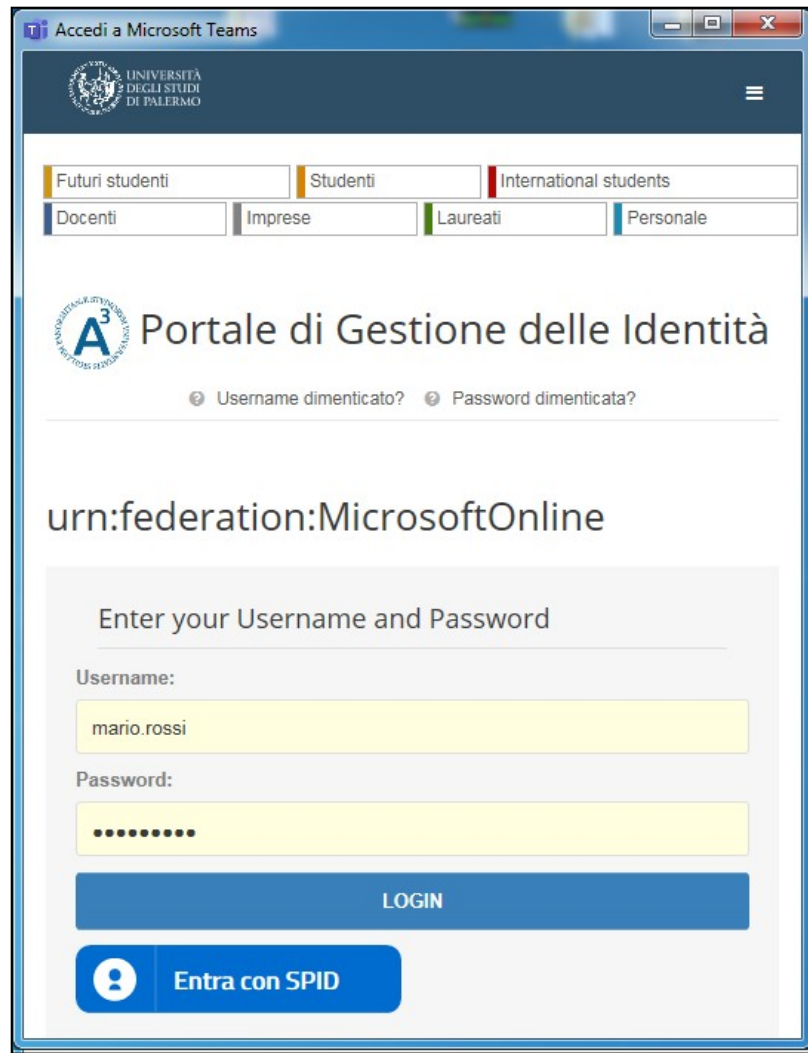 Accedi a Microsoft Teams
UNIVERSITÀ
DEGLI STUDI
DI PALERMO
Futuri studenti Studenti International students
Docenti Imprese Laureati Personale
A3 Portale di Gestione delle Identità
Username dimenticato? Password dimenticata?
urn:federation:MicrosoftOnline
Enter your Username and Password
Username:
mario.rossi
Password:
•••••••••
LOGIN
Entra con SPID